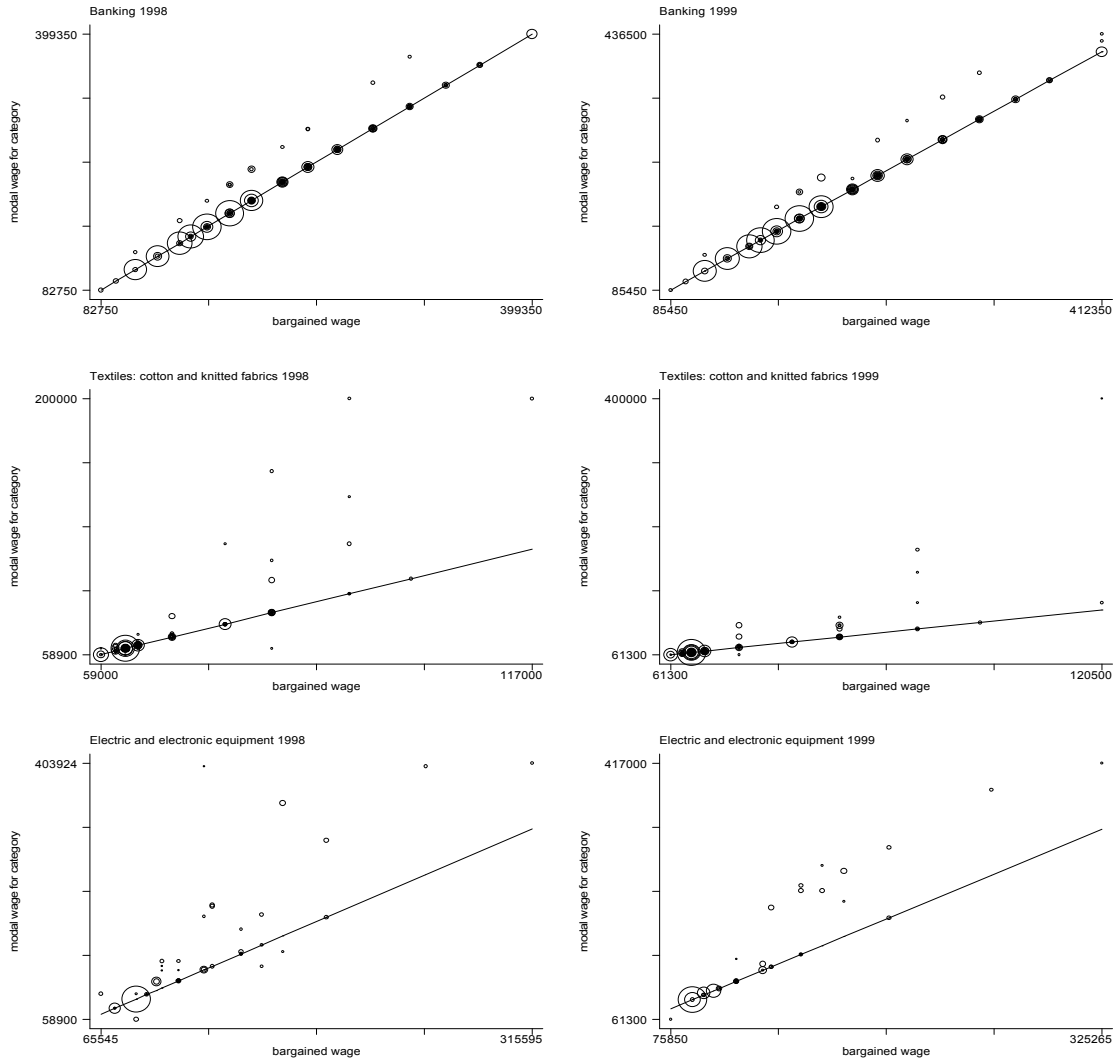 Banking 1998
399350
modal wage for category
82750
82750
399350
bargained wage
Banking 1999
436500
modal wage for category
85450
85450
412350
bargained wage
Textiles: cotton and knitted fabrics 1998
200000
modal wage for category
58900
59000
117000
bargained wage
Textiles: cotton and knitted fabrics 1999
400000
modal wage for category
61300
61300
120500
bargained wage
Electric and electronic equipment 1998
403924
modal wage for category
58900
65545
315595
bargained wage
Electric and electronic equipment 1999
417000
modal wage for category
61300
75850
325265
bargained wage